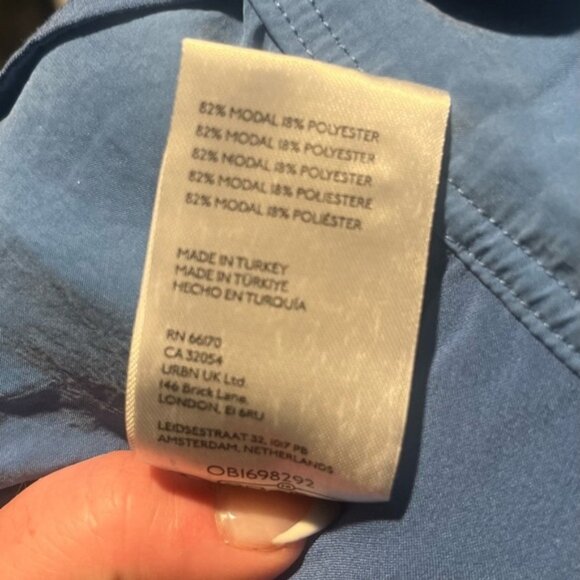 82% MODAL 18% POLYESTER
82% MODAL 18% POLYESTER
82% MODAL 18% POLYESTER
82% MODAL 18% POLIESTERE
82% MODAL 18% POLIÉSTER
MADE IN TURKEY
MADE IN TÜRKIYE
HECHO EN TURQUÍA
RN 66170
CA 32054
URBN UK Ltd.
146 Brick Lane,
LONDON, E1 6RU
LEIDSESTRAAT 32, 1017 PB
AMSTERDAM, NETHERLANDS
OB1698292